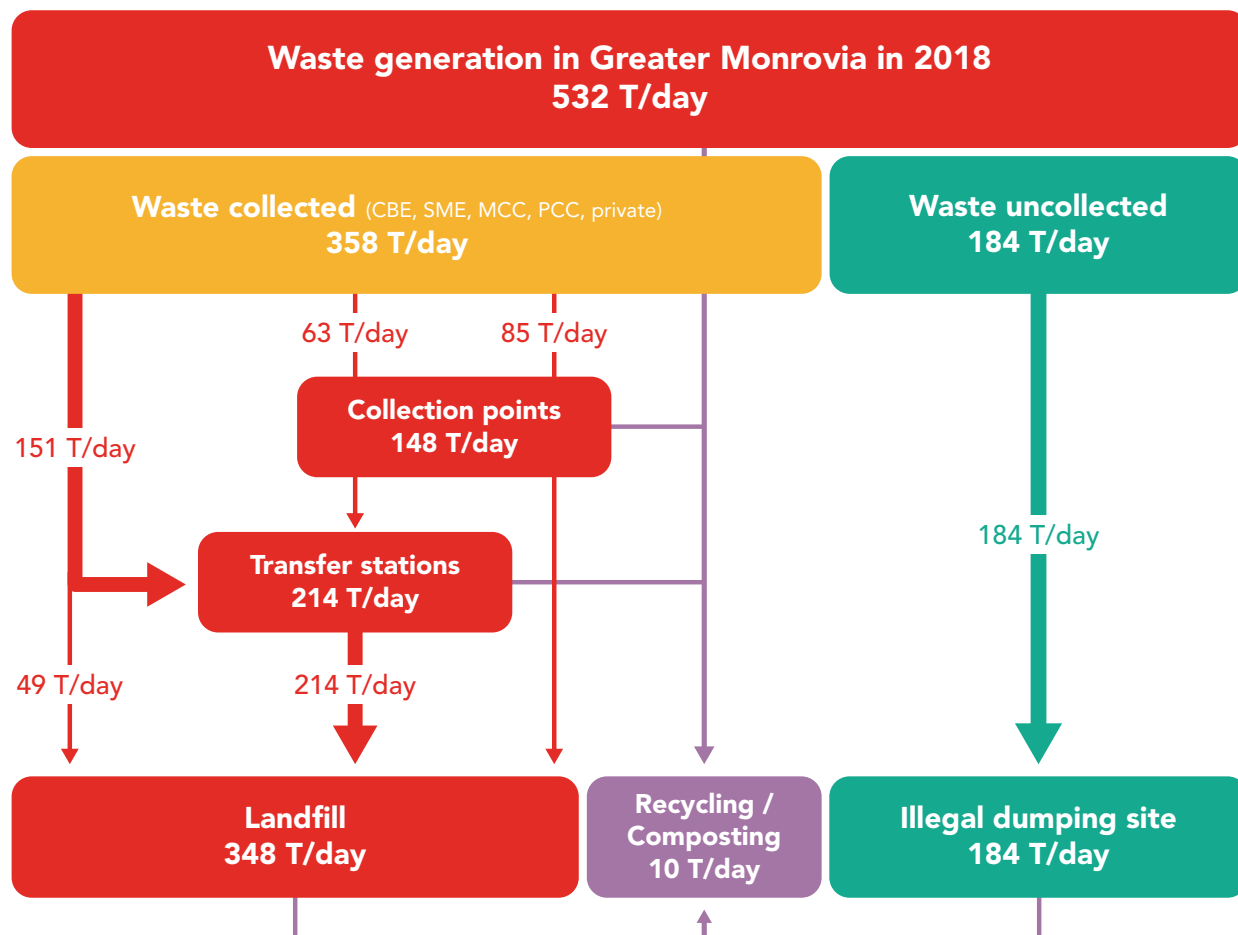 Waste generation in Greater Monrovia in 2018
532 T/day
Waste collected (CBE, SME, MCC, PCC, private)
358 T/day
Waste uncollected
184 T/day
63 T/day
85 T/day
Collection points
148 T/day
151 T/day
184 T/day
Transfer stations
214 T/day
49 T/day
214 T/day
Landfill
348 T/day
Recycling /
Composting
10 T/day
Illegal dumping site
184 T/day